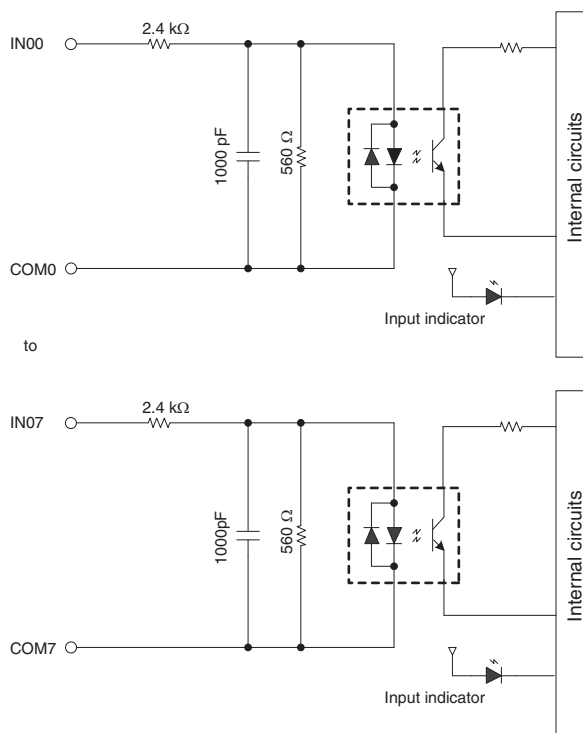 IN00
2.4 kΩ
1000 pF
560 Ω
COM0
Internal circuits
Input indicator
to
IN07
2.4 kΩ
1000pF
560 Ω
COM7
Internal circuits
Input indicator